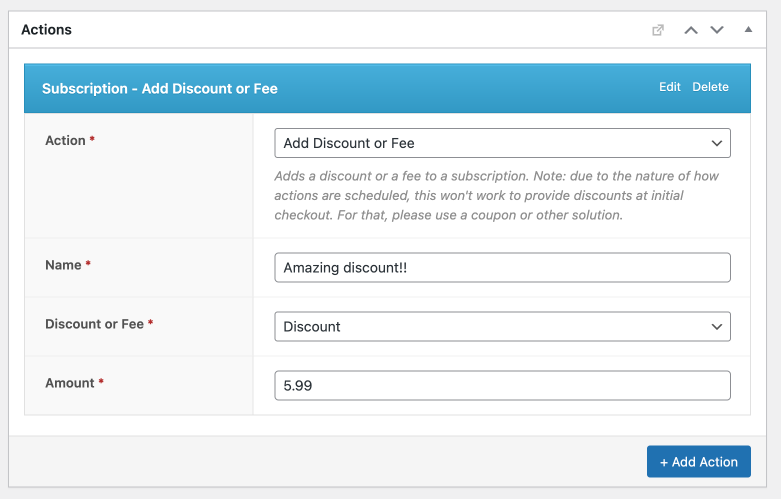 Actions
Subscription - Add Discount or Fee
Edit Delete
Action *
Add Discount or Fee
Adds a discount or a fee to a subscription. Note: due to the nature of how
actions are scheduled, this won't work to provide discounts at initial
checkout. For that, please use a coupon or other solution.
Name *
Amazing discount!!
Discount or Fee *
Discount
Amount *
5.99
+ Add Action